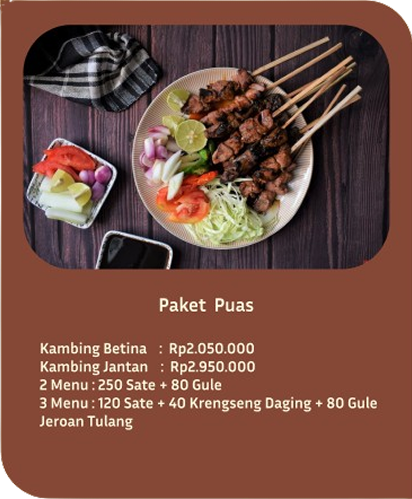 Paket Puas
Kambing Betina : Rp2.050.000
Kambing Jantan : Rp2.950.000
2 Menu : 250 Sate + 80 Gule
3 Menu : 120 Sate + 40 Krengseng Daging + 80 Gule
Jeroan Tulang